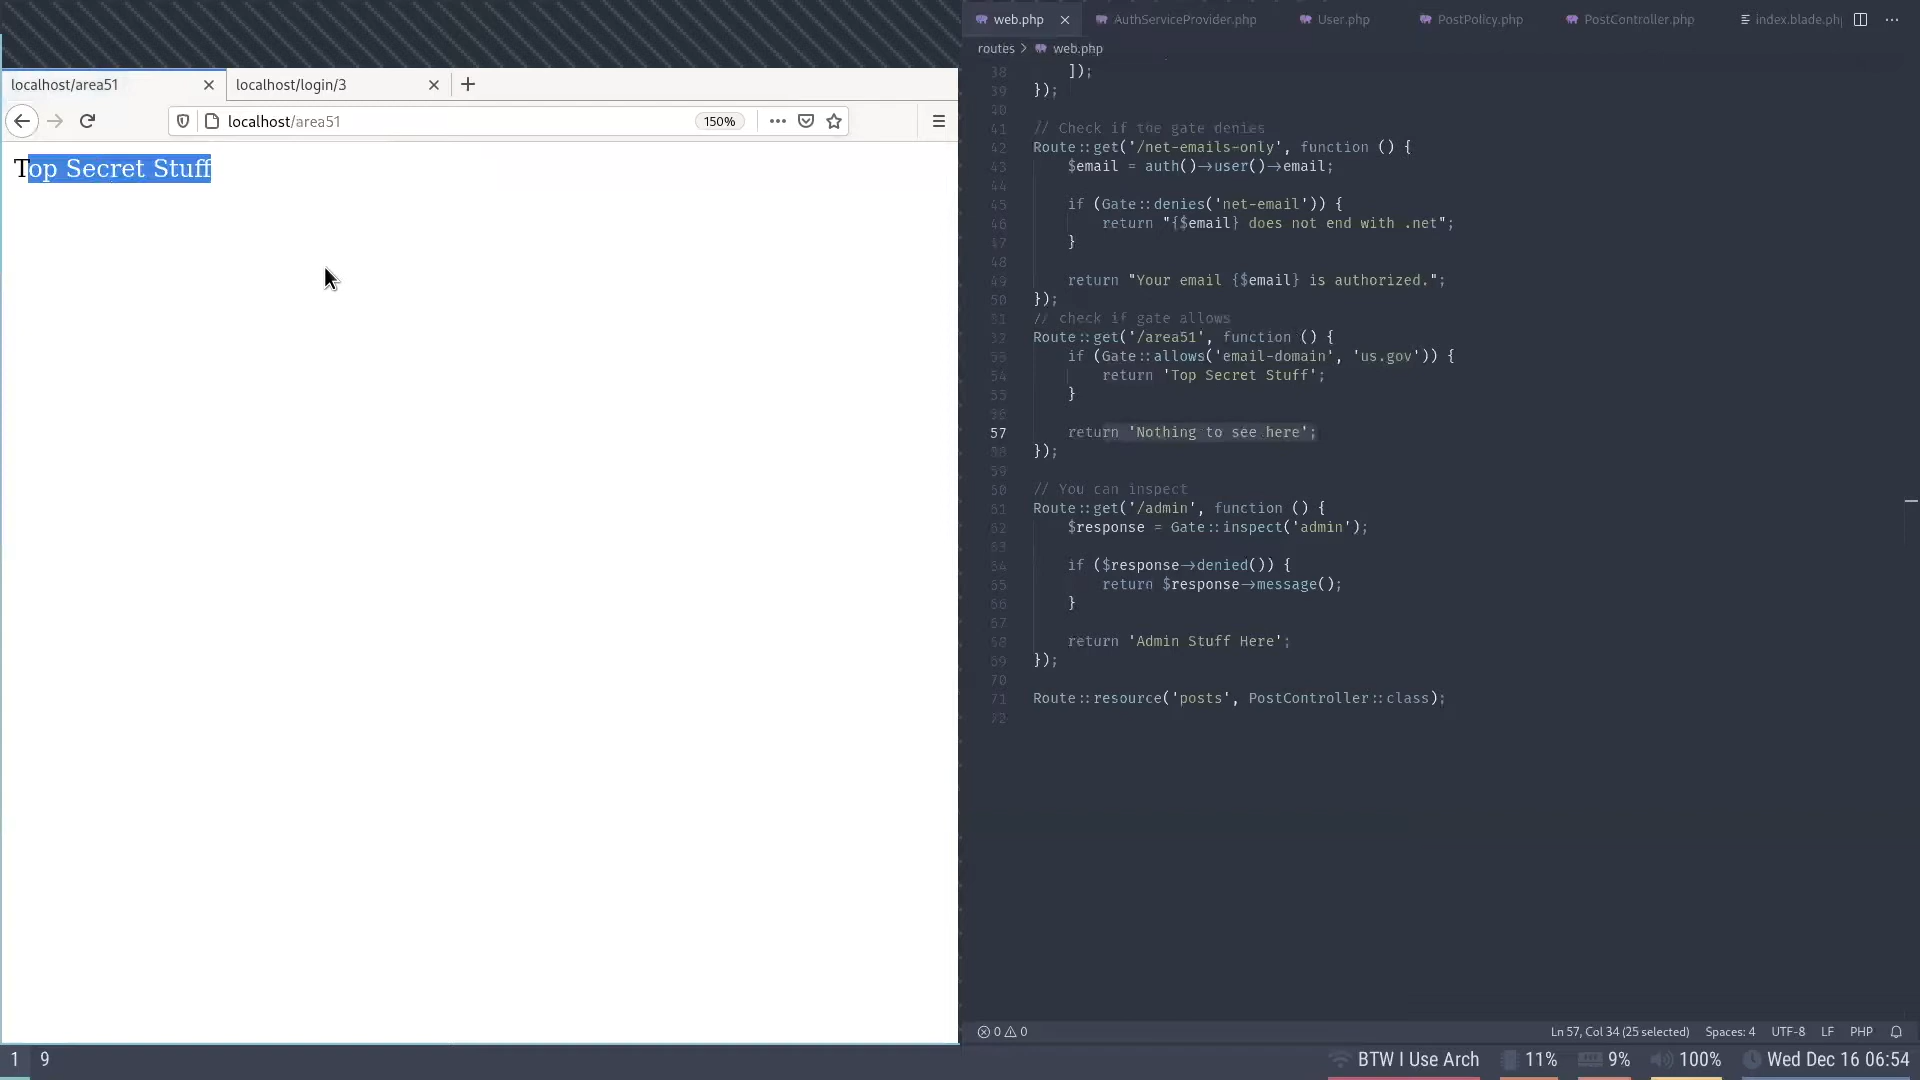 localhost/area51
localhost/login/3
localhost/area51
150%
Top Secret Stuff
web.php
AuthServiceProvider.php
User.php
PostPolicy.php
PostController.php
index.blade.ph
routes > web.php
38 ]);
39 });
40
41 // Check if the gate denies
42 Route::get('/net-emails-only', function () {
43 $email = auth()->user()->email;
44
45 if (Gate::denies('net-email')) {
46 return "{$email} does not end with .net";
47 }
48
49 return "Your email {$email} is authorized.";
50 });
51 // check if gate allows
52 Route::get('/area51', function () {
53 if (Gate::allows('email-domain', 'us.gov')) {
54 return 'Top Secret Stuff';
55 }
56
57 return 'Nothing to see here';
58 });
59
60 // You can inspect
61 Route::get('/admin', function () {
62 $response = Gate::inspect('admin');
63
64 if ($response->denied()) {
65 return $response->message();
66 }
67
68 return 'Admin Stuff Here';
69 });
70
71 Route::resource('posts', PostController::class);
72
0 0
Ln 57, Col 34 (25 selected) Spaces: 4 UTF-8 LF PHP
1 9
BTW I Use Arch 11% 9% 100% Wed Dec 16 06:54